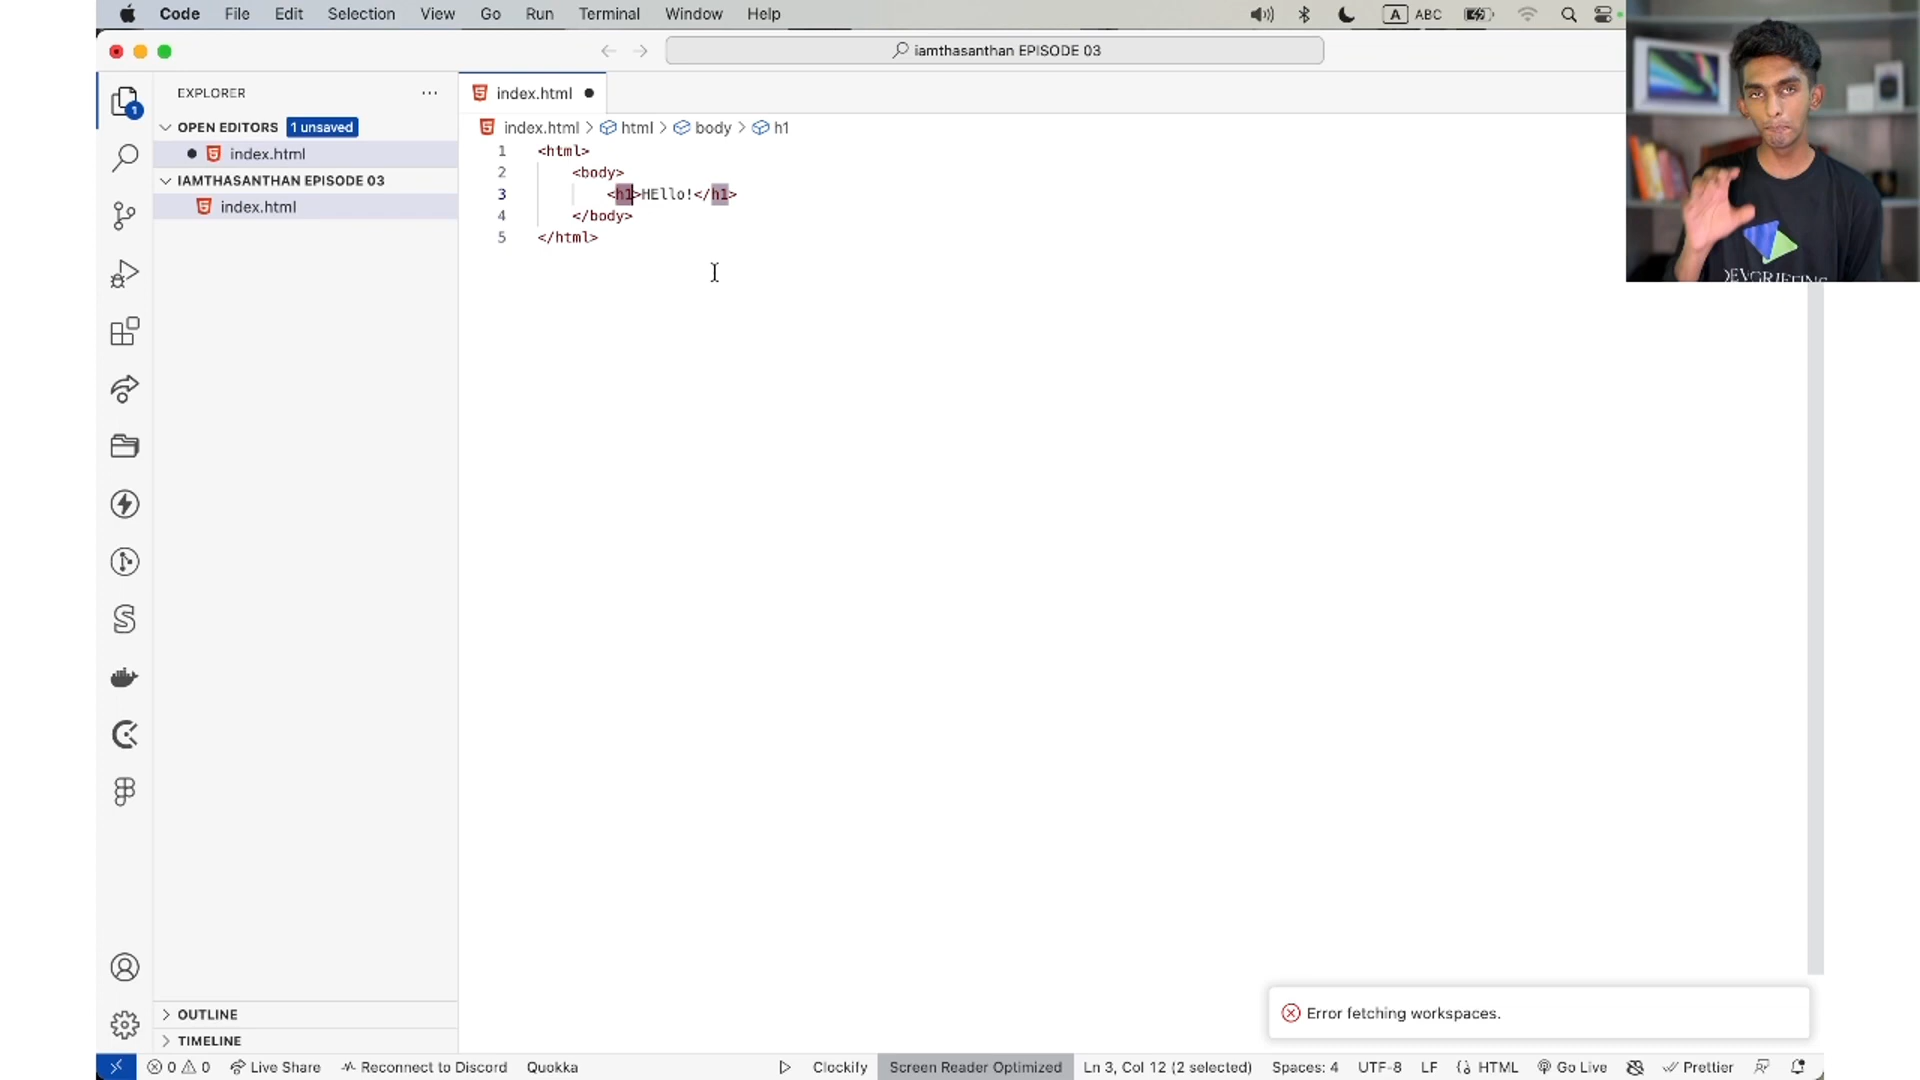 Code File Edit Selection View Go Run Terminal Window Help A ABC
iamthasanthan EPISODE 03
EXPLORER
index.html
OPEN EDITORS 1 unsaved
index.html > html > body > h1
index.html
IAMTHASANTHAN EPISODE 03
index.html
1 <html>
2 <body>
3 <h1>HEllo!</h1>
4 </body>
5 </html>
1
OUTLINE
TIMELINE
Error fetching workspaces.
0 0 Live Share Reconnect to Discord Quokka Clockify Screen Reader Optimized Ln 3, Col 12 (2 selected) Spaces: 4 UTF-8 LF HTML Go Live Prettier